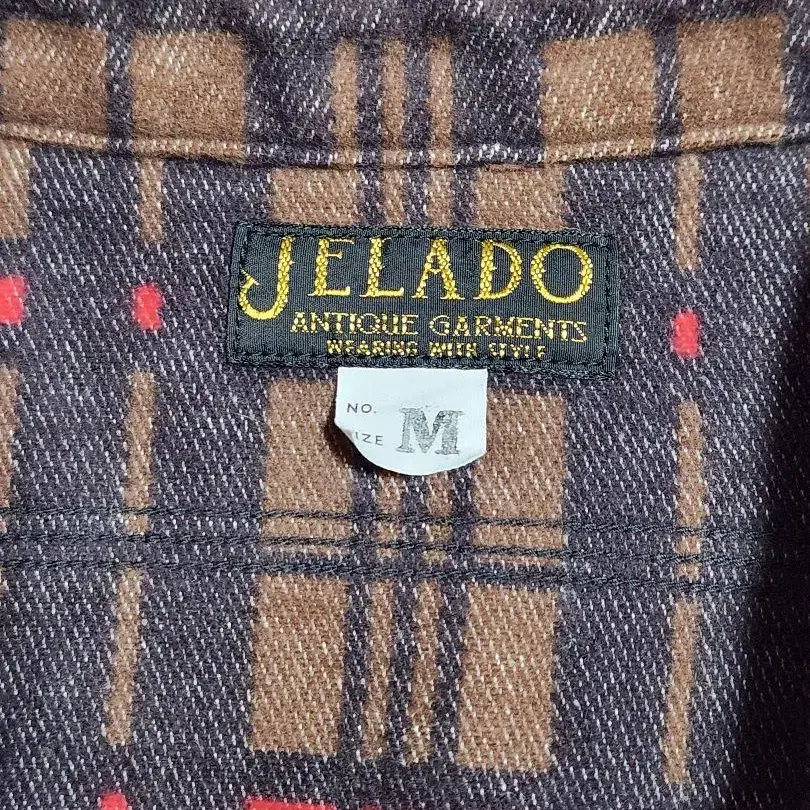 JELADO
ANTIQUE GARMENTS
WEARING WITH STYLE
NO.
SIZE M